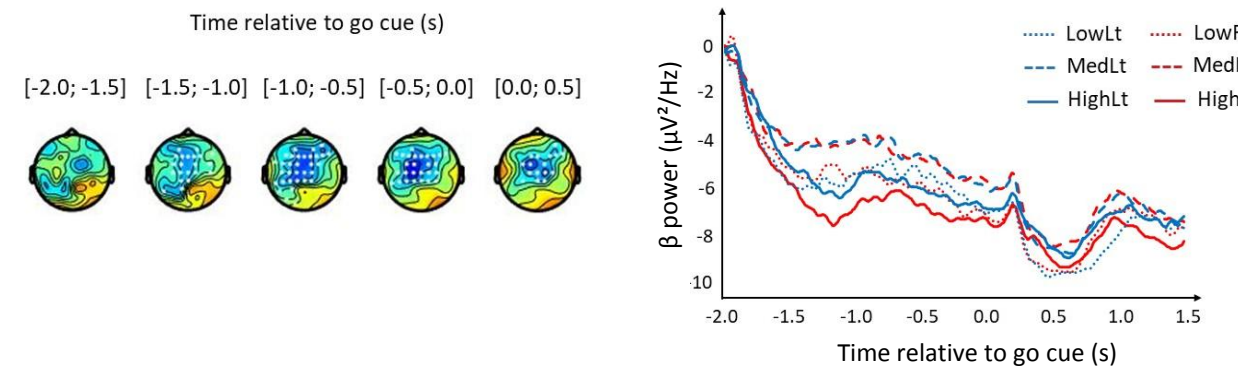 Time relative to go cue (s)
[-2.0; -1.5] [-1.5; -1.0] [-1.0; -0.5] [-0.5; 0.0] [0.0; 0.5]
β power (µV²/Hz)
0
-2
-4
-6
-8
-10
LowLt LowF
MedLt Med
HighLt High
-2.0 -1.5 -1.0 -0.5 0.0 0.5 1.0 1.5
Time relative to go cue (s)